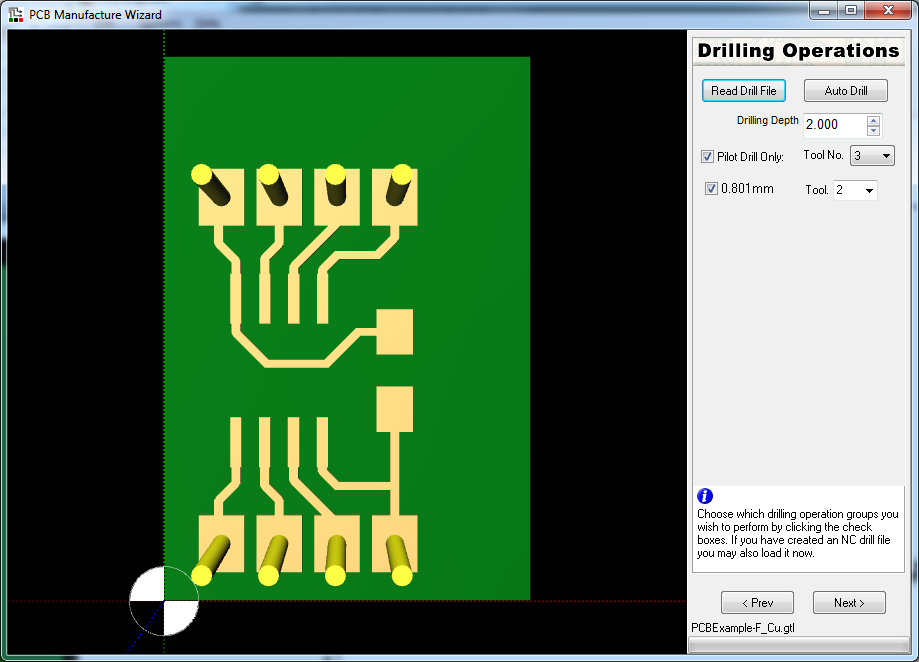 PCB Manufacture Wizard
Drilling Operations
Read Drill File
Auto Drill
Drilling Depth 2.000
Pilot Drill Only: Tool No. 3
0.801mm Tool. 2
Choose which drilling operation groups you
wish to perform by clicking the check
boxes. If you have created an NC drill file
you may also load it now.
< Prev
Next >
PCBExample-F_Cu.gtl